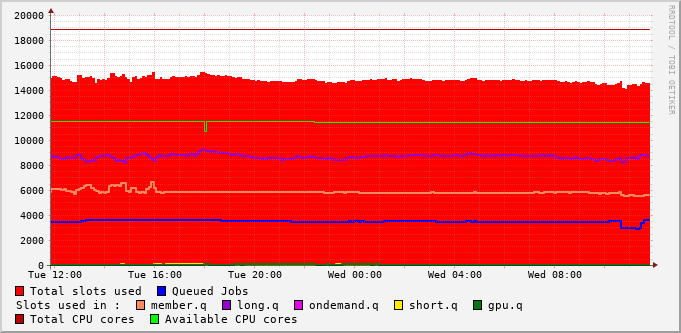 20000
18000
16000
14000
12000
10000
8000
6000
4000
2000
0
Tue 12:00 Tue 16:00 Tue 20:00 Wed 00:00 Wed 04:00 Wed 08:00
Total slots used Queued Jobs
Slots used in : member.q long.q ondemand.q short.q gpu.q
Total CPU cores Available CPU cores
RRDTOOL / TOBI OETIKER